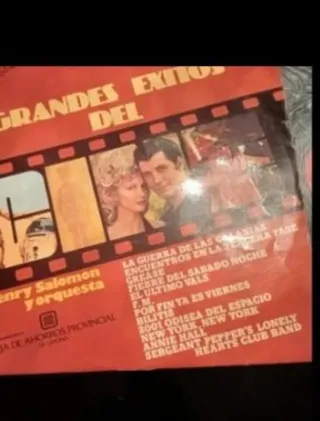 GRANDES EXITOS
DEL
Henry Salomon
y orquesta
LA GUERRA DE LAS GALAXIAS
ENCUENTROS EN LA TERCERA FASE
GREASE
FIEBRE DEL SABADO NOCHE
EL ULTIMO VALS
F.M.
POR FIN YA ES VIERNES
BILITIS
2001 ODISEA DEL ESPACIO
NEW YORK, NEW YORK
ANNIE HALL
SERGEANT PEPPER'S LONELY
HEARTS CLUB BAND
JA DE AHORROS PROVINCIAL